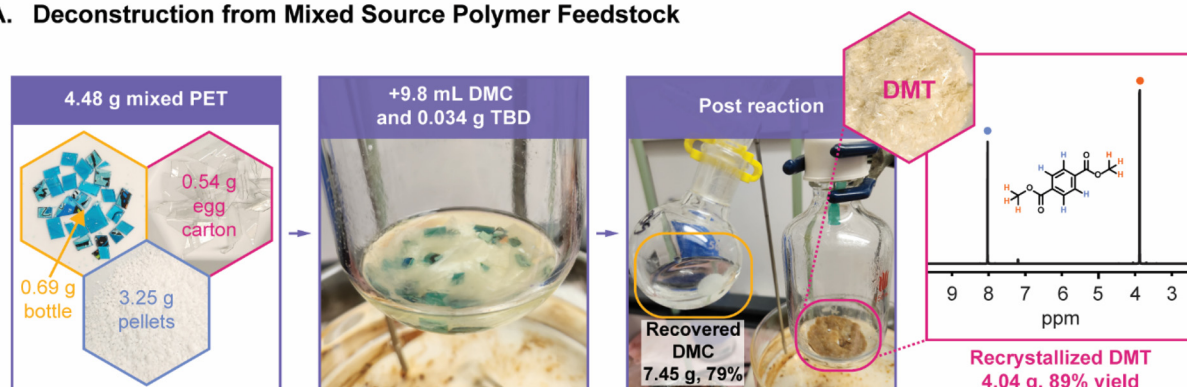 A. Deconstruction from Mixed Source Polymer Feedstock
4.48 g mixed PET
0.54 g
egg
carton
0.69 g
bottle
3.25 g
pellets
+9.8 mL DMC
and 0.034 g TBD
Post reaction
Recovered
DMC
7.45 g, 79%
DMT
H
H
H
H
H
H
H
H
H
H
O
O
OCH
9 8 7 6 5 4 3
ppm
Recrystallized DMT
4.04 g, 89% yield